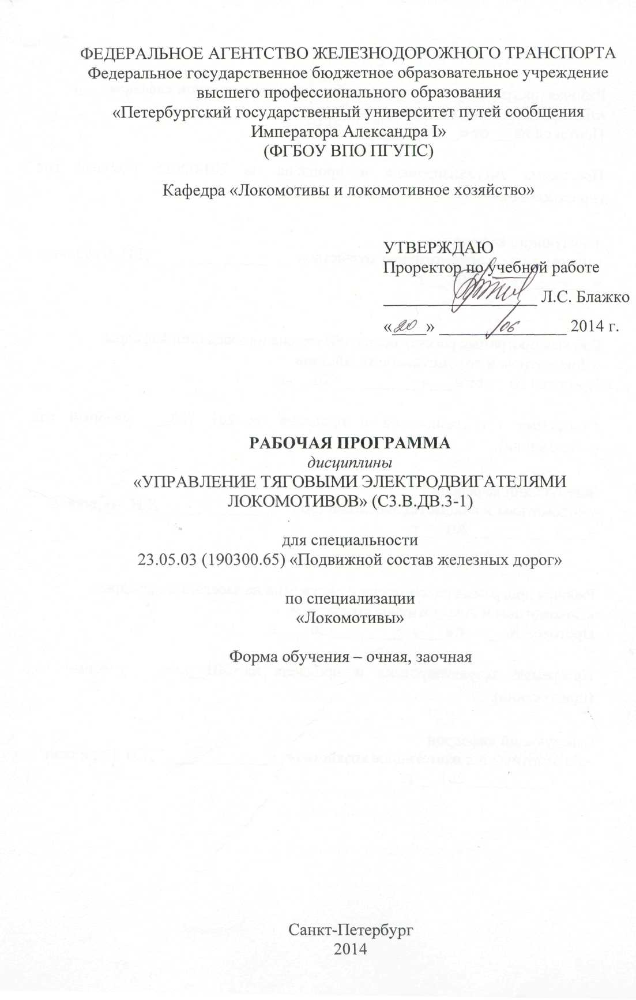 ФЕДЕРАЛЬНОЕ АГЕНТСТВО ЖЕЛЕЗНОДОРОЖНОГО ТРАНСПОРТА
Федеральное государственное бюджетное образовательное учреждение
высшего профессионального образования
«Петербургский государственный университет путей сообщения
Императора Александра I»
(ФГБОУ ВПО ПГУПС)
Кафедра «Локомотивы и локомотивное хозяйство»
УТВЕРЖДАЮ
Проректор по учебной работе
Л.С. Блажко
«20» 06 2014 г.
РАБОЧАЯ ПРОГРАММА
дисциплины
«УПРАВЛЕНИЕ ТЯГОВЫМИ ЭЛЕКТРОДВИГАТЕЛЯМИ
ЛОКОМОТИВОВ» (С3.В.ДВ.3-1)
для специальности
23.05.03 (190300.65) «Подвижной состав железных дорог»
по специализации
«Локомотивы»
Форма обучения – очная, заочная
Санкт-Петербург
2014